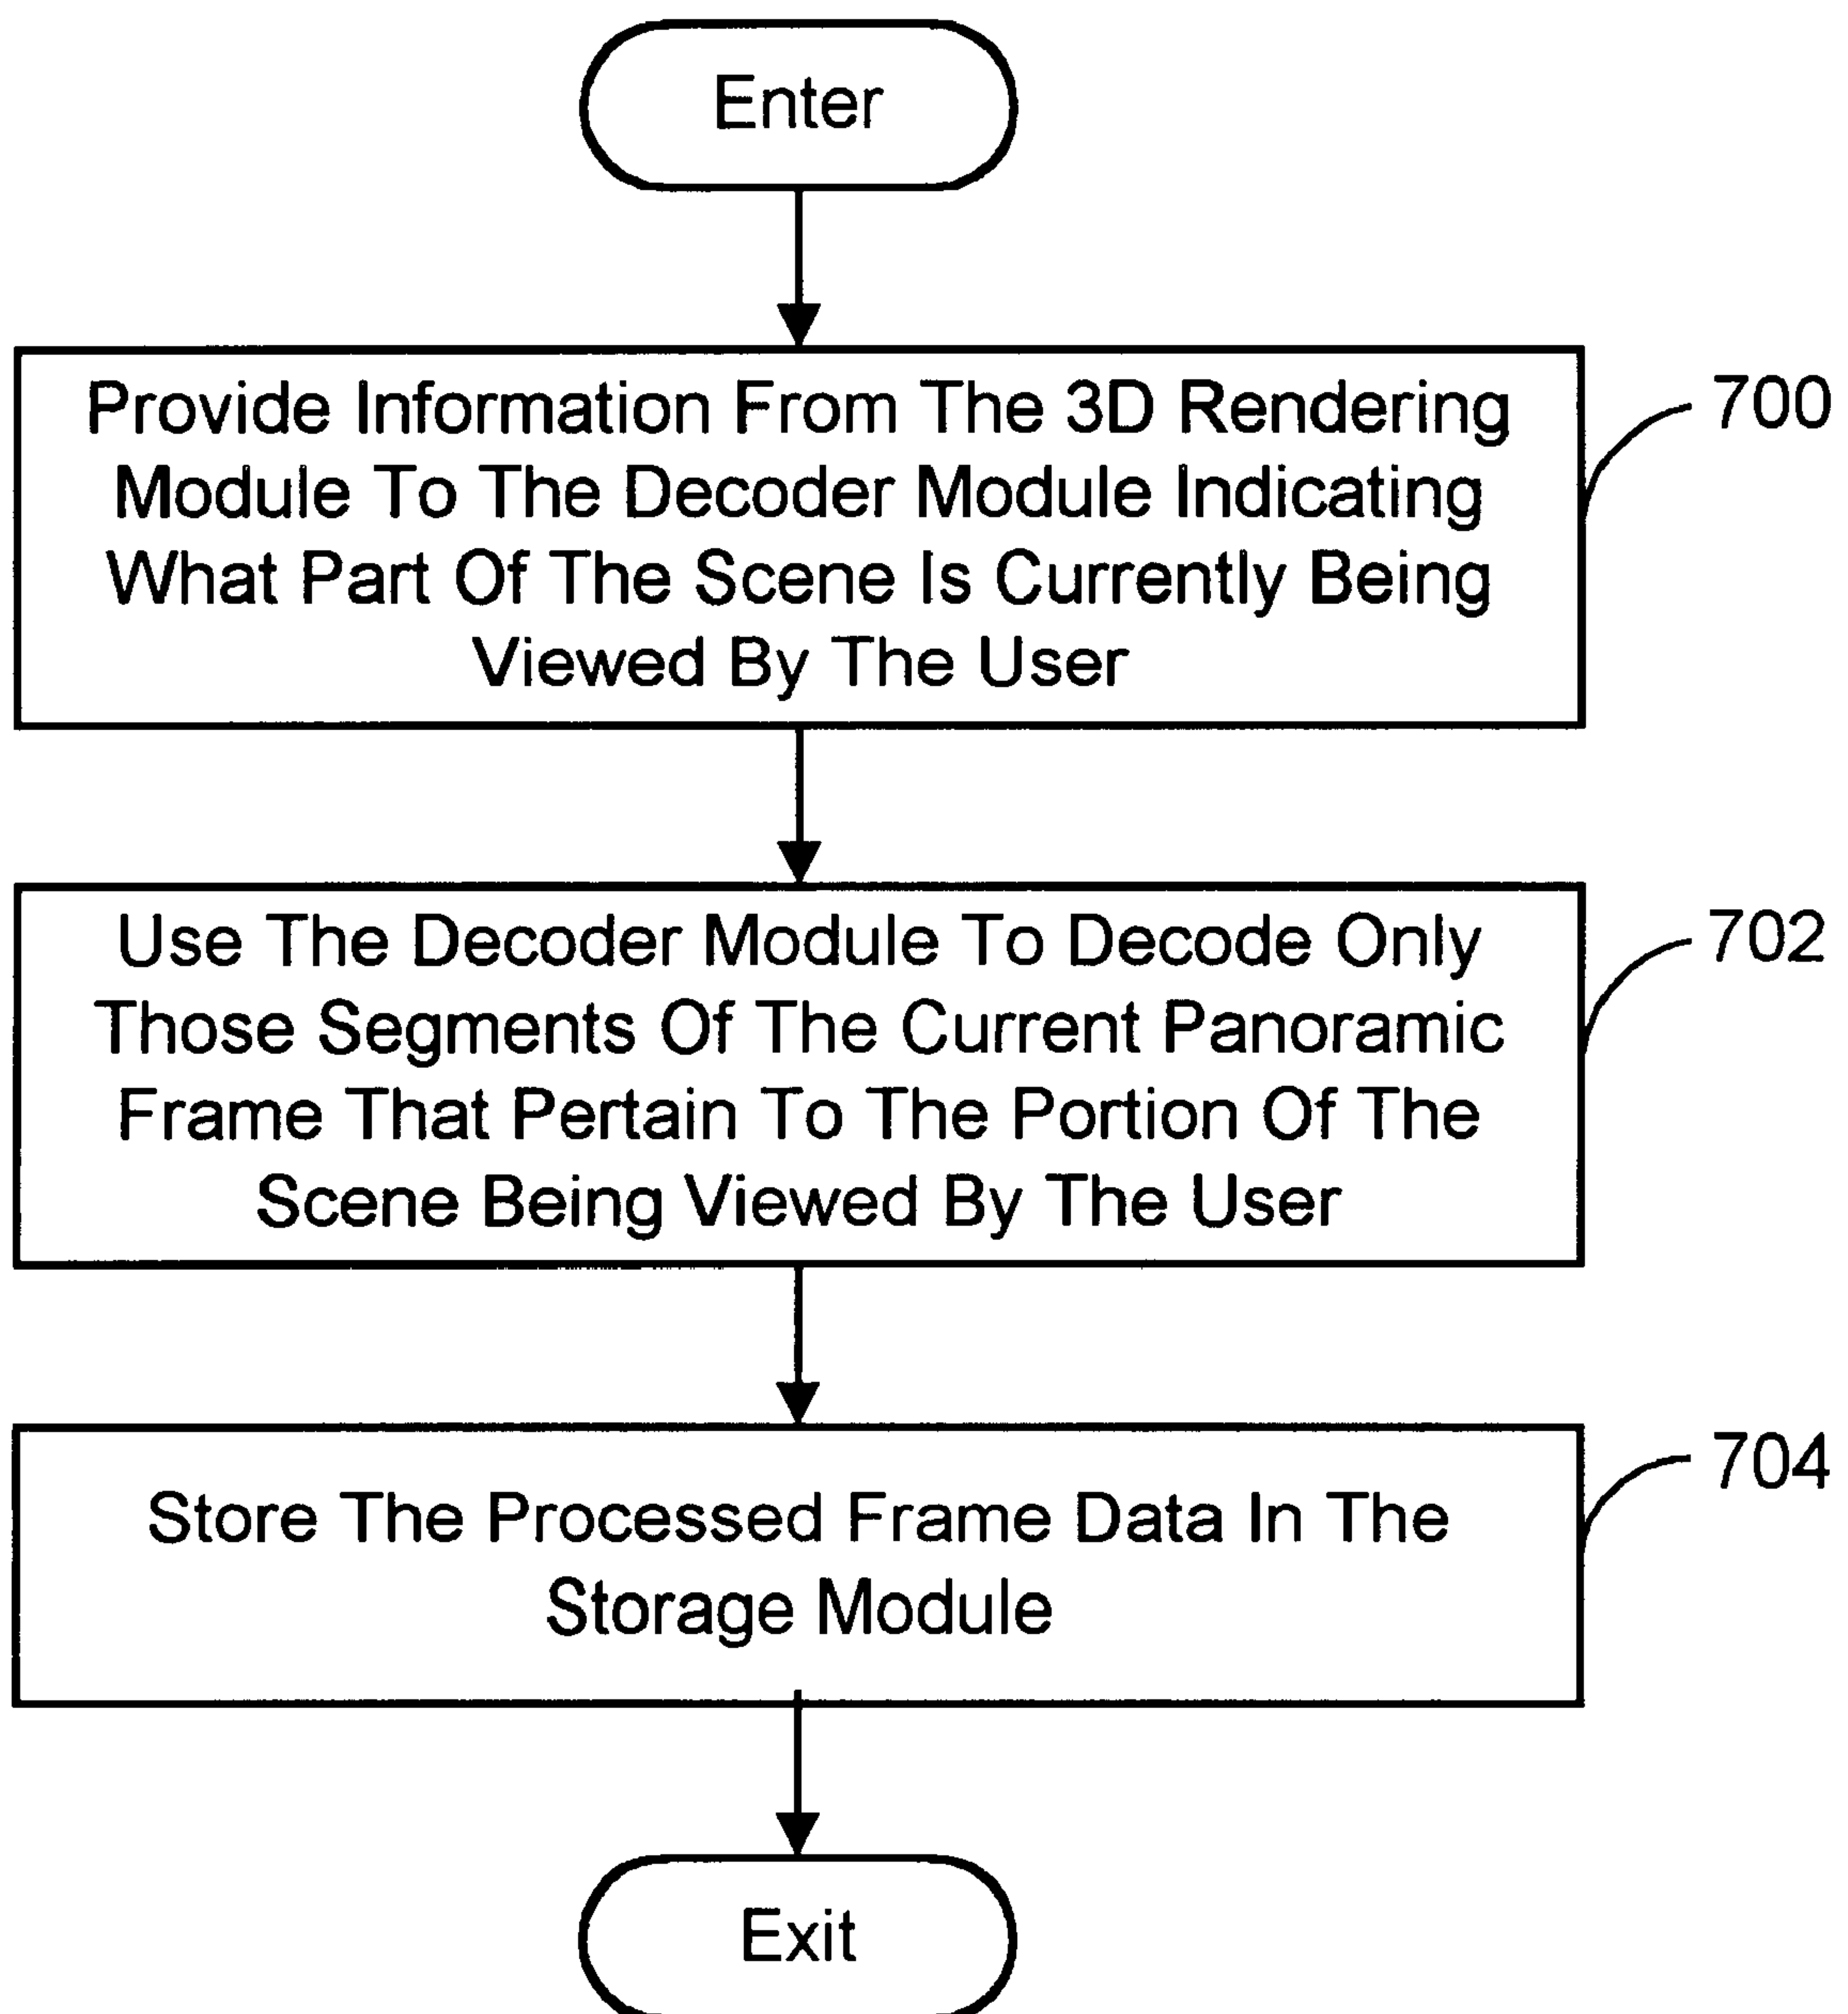 Enter
Provide Information From The 3D Rendering
Module To The Decoder Module Indicating
What Part Of The Scene Is Currently Being
Viewed By The User
700
Use The Decoder Module To Decode Only
Those Segments Of The Current Panoramic
Frame That Pertain To The Portion Of The
Scene Being Viewed By The User
702
Store The Processed Frame Data In The
Storage Module
704
Exit